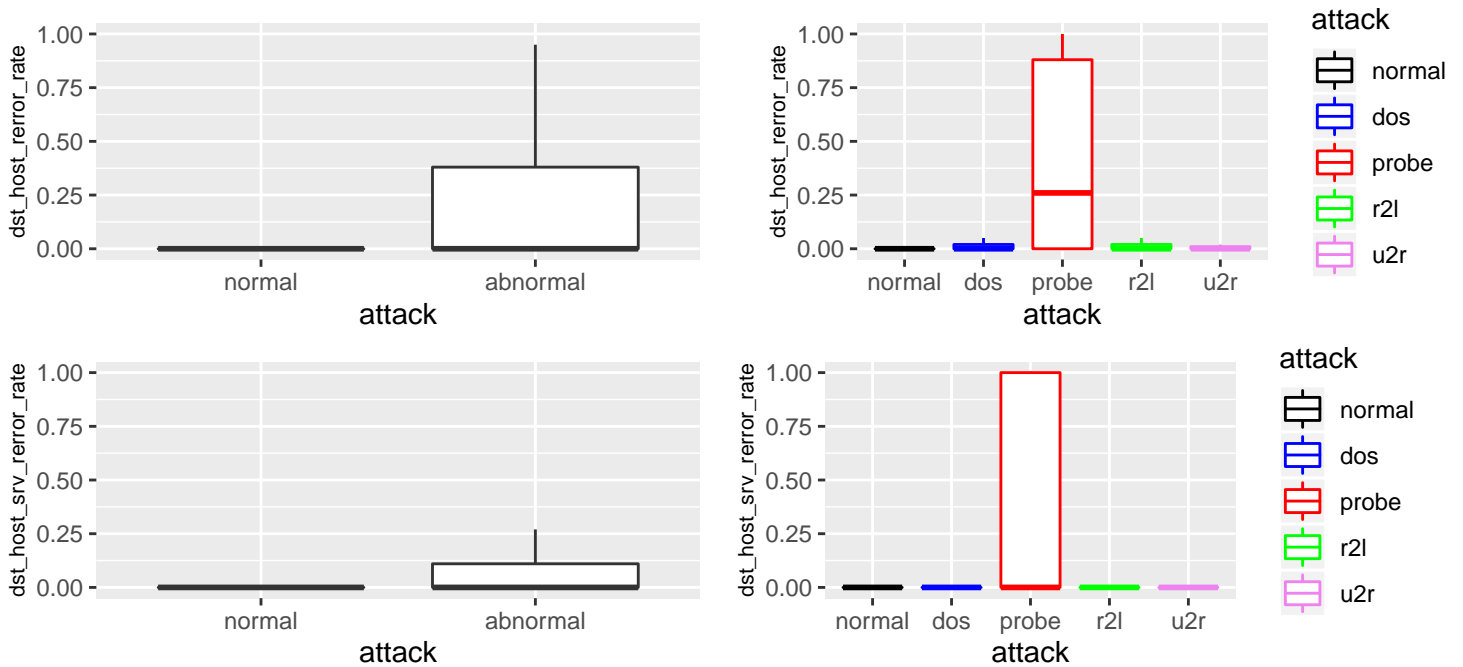 dst_host_rerror_rate
1.00
0.75
0.50
0.25
0.00
normal abnormal
attack
dst_host_rerror_rate
1.00
0.75
0.50
0.25
0.00
normal dos probe r2l u2r
attack
attack
normal
dos
probe
r2l
u2r
dst_host_srv_rerror_rate
1.00
0.75
0.50
0.25
0.00
normal abnormal
attack
dst_host_srv_rerror_rate
1.00
0.75
0.50
0.25
0.00
normal dos probe r2l u2r
attack
attack
normal
dos
probe
r2l
u2r